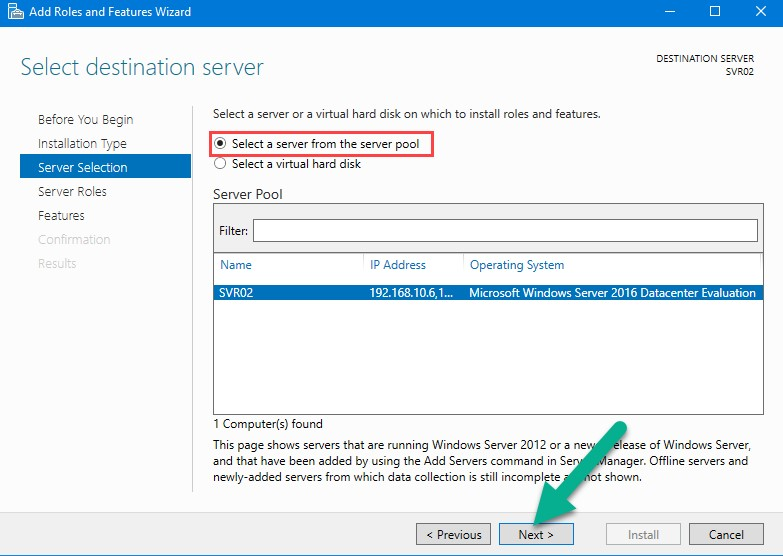 Add Roles and Features Wizard
Select destination server
DESTINATION SERVER
SVR02
Before You Begin
Installation Type
Server Selection
Server Roles
Features
Confirmation
Results
Select a server or a virtual hard disk on which to install roles and features.
Select a server from the server pool
Select a virtual hard disk
Server Pool
Filter:
Name IP Address Operating System
SVR02 192.168.10.6,1... Microsoft Windows Server 2016 Datacenter Evaluation
1 Computer(s) found
This page shows servers that are running Windows Server 2012 or a newer release of Windows Server,
and that have been added by using the Add Servers command in Server Manager. Offline servers and
newly-added servers from which data collection is still incomplete are not shown.
< Previous Next > Install Cancel